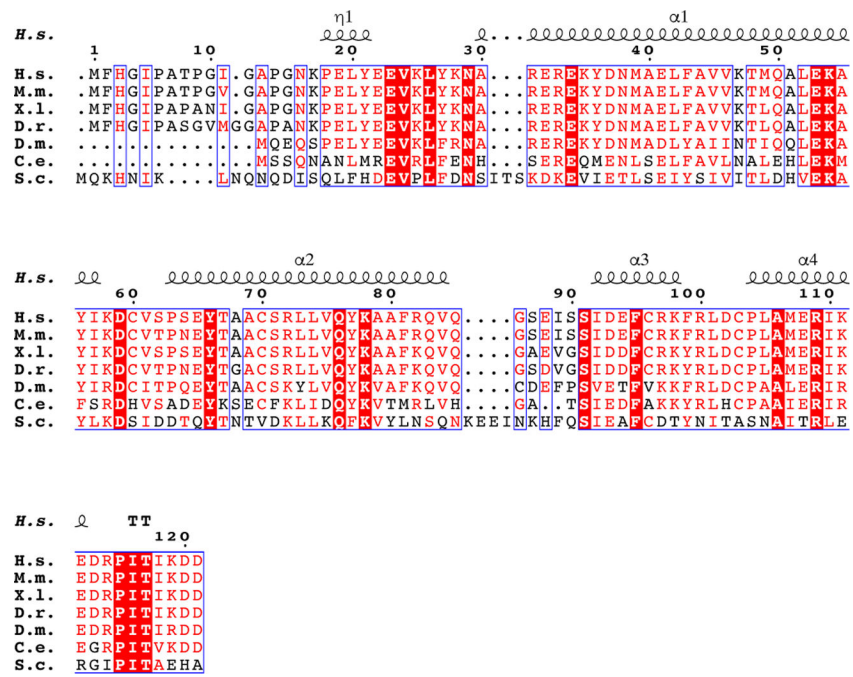 η1 α1
H.s.
1 10 20 30 40 50
H.s. .MFHGIPATPGI.GAPGNKPELYEEVKLYKNA...REREKYDNMAELFAVVKTMQALEKA
M.m. .MFHGIPATPGV.GAPGNKPELYEEVKLYKNA...REREKYDNMAELFAVVKTMQALEKA
X.l. .MFHGIPAPANI.GAPGNKPELYEEVKLYKNA...REREKYDNMAELFAVVKTLQALEKA
D.r. .MFHGIPASGVMGGAPANKPELYEEVKLYKNA...REREKYDNMAELFAVVKTLQALEKA
D.m. ..............MQEQSPELYEEVKLFRNA...REREKYDNMADLYAIINTIQQLEKA
C.e. ..............MSSQNANLMREVRLFENH...SEREQMENLSELFAVLNALEHLEKM
S.c. MQKHNIK....LNQNQDISQLFHDEVPLFDNSITSKDKEVIETLSEIYSIVITLDHVEKA
α2 α3 α4
H.s.
60 70 80 90 100 110
H.s. YIKDCVSPSEYTAACSRLLVQYKAAFRQVQ....GSEISSIDEFCRKFRLDCPLAMERIK
M.m. YIKDCVTPNEYTAACSRLLVQYKAAFRQVQ....GSEISSIDEFCRKFRLDCPLAMERIK
X.l. YIKDCVSPSEYTAACSRLLVQYKAAFKQVQ....GAEVGSIDDFCRKYRLDCPLAMERIK
D.r. YIKDCVSPNEYTGACSRLLVQYKAAFKQVQ....GSDVGSIDDFCRKYRLDCPLAMERIK
D.m. YIRDCITPQEYTAACSKYLVQYKVAFKQVQ....CDEFPSVETFVKKFRLDCPAALERIR
C.e. FSRDHVSADEYKSECFKLIDQYKVTMRLVH....GA..TSIEDFAKKYRLHCPAAIERIR
S.c. YLKDSIDDTQYTNTVDKLLKQFKVYLNSQNKEEINKHFQSIEAFCDTYNITASNAITRLE
H.s. TT
120
H.s. EDRPITIKDD
M.m. EDRPITIKDD
X.l. EDRPITIKDD
D.r. EDRPITIKDD
D.m. EDRPITIRDD
C.e. EGRPITVKDD
S.c. RGIPITAEHA